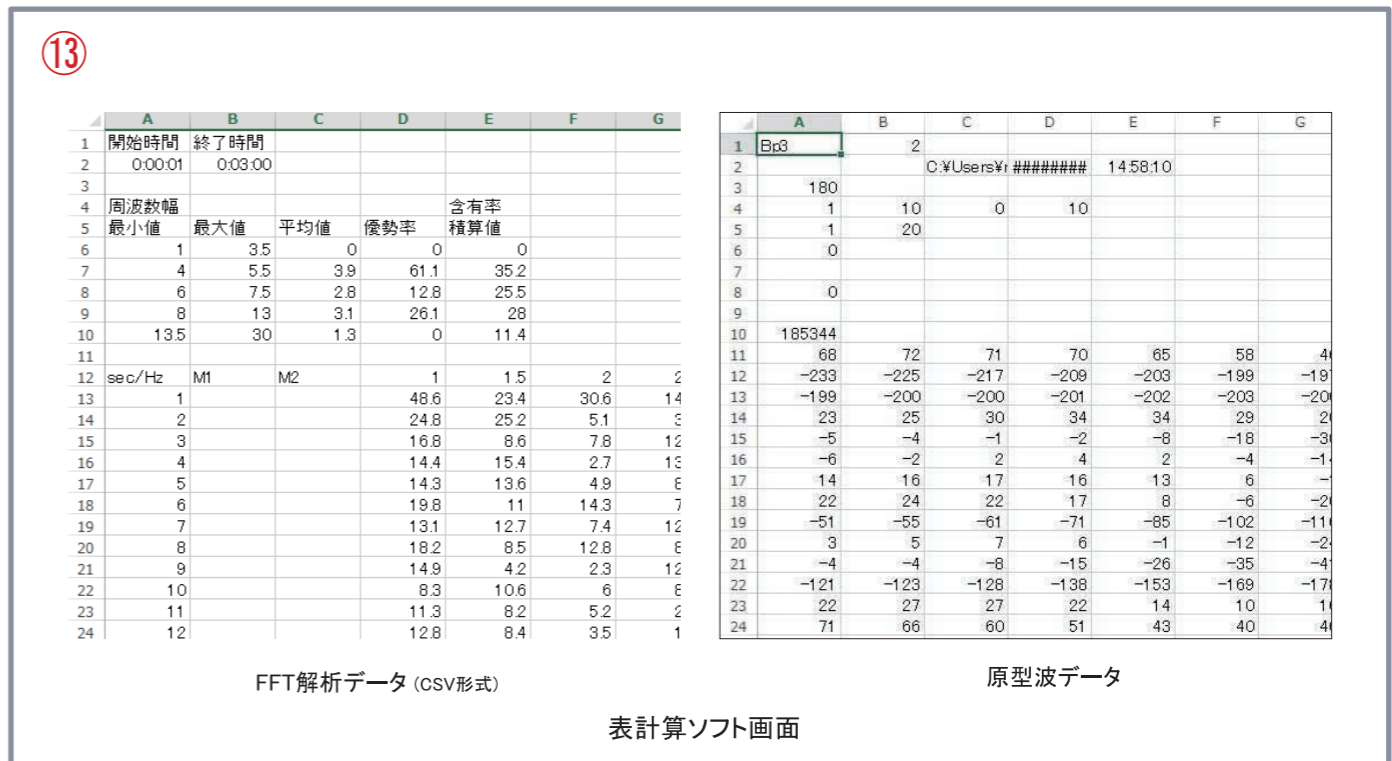 ⑬
A B C D E F G
1 開始時間 終了時間
2 0:00:01 0:03:00
3
4 周波数幅 含有率
5 最小値 最大値 平均値 優勢率 積算値
6 1 3.5 0 0 0
7 4 5.5 3.9 61.1 35.2
8 6 7.5 2.8 12.8 25.5
9 8 13 3.1 26.1 28
10 13.5 30 1.3 0 11.4
11
12 sec/Hz M1 M2 1 1.5 2
13 1 48.6 23.4 30.6
14 2 24.8 25.2 5.1
15 3 16.8 8.6 7.8
16 4 14.4 15.4 2.7
17 5 14.3 13.6 4.9
18 6 19.8 11 14.3
19 7 13.1 12.7 7.4
20 8 18.2 8.5 12.8
21 9 14.9 4.2 2.3
22 10 8.3 10.6 6
23 11 11.3 8.2 5.2
24 12 12.8 8.4 3.5
FFT解析データ(CSV形式)
A B C D E F G
1 Bp3 2
2 C:¥Users¥r ######## 14:58:10
3 180
4 1 10 0 10
5 1 20
6 0
7
8 0
9
10 185344
11 68 72 71 70 65 58
12 -233 -225 -217 -209 -203 -199
13 -199 -200 -200 -201 -202 -203
14 23 25 30 34 34 29
15 -5 -4 -1 -2 -8 -18
16 -6 -2 2 4 2 -4
17 14 16 17 16 13 6
18 22 24 22 17 8 -6
19 -51 -55 -61 -71 -85 -102
20 3 5 7 6 -1 -12
21 -4 -4 -8 -15 -26 -35
22 -121 -123 -128 -138 -153 -169
23 22 27 27 22 14 10
24 71 66 60 51 43 40
原型波データ
表計算ソフト画面